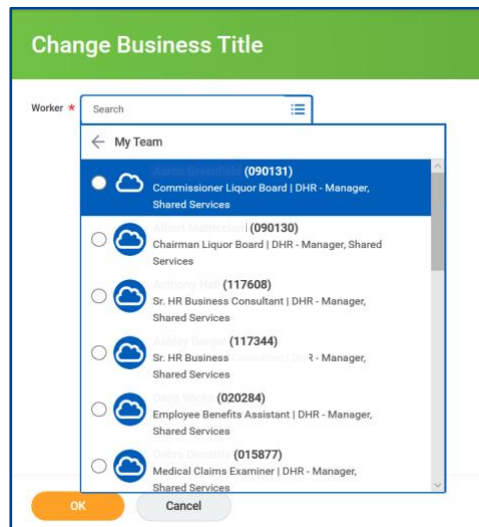 Change Business Title
Worker *
Search
My Team
(090131)
Commissioner Liquor Board | DHR - Manager,
Shared Services
(090130)
Chairman Liquor Board | DHR - Manager, Shared
Services
(117608)
Sr. HR Business Consultant | DHR - Manager,
Shared Services
(117344)
Sr. HR Business - Manager,
Shared Services
(020284)
Employee Benefits Assistant | DHR - Manager,
Shared Services
(015877)
Medical Claims Examiner | DHR - Manager,
Shared Services
OK
Cancel